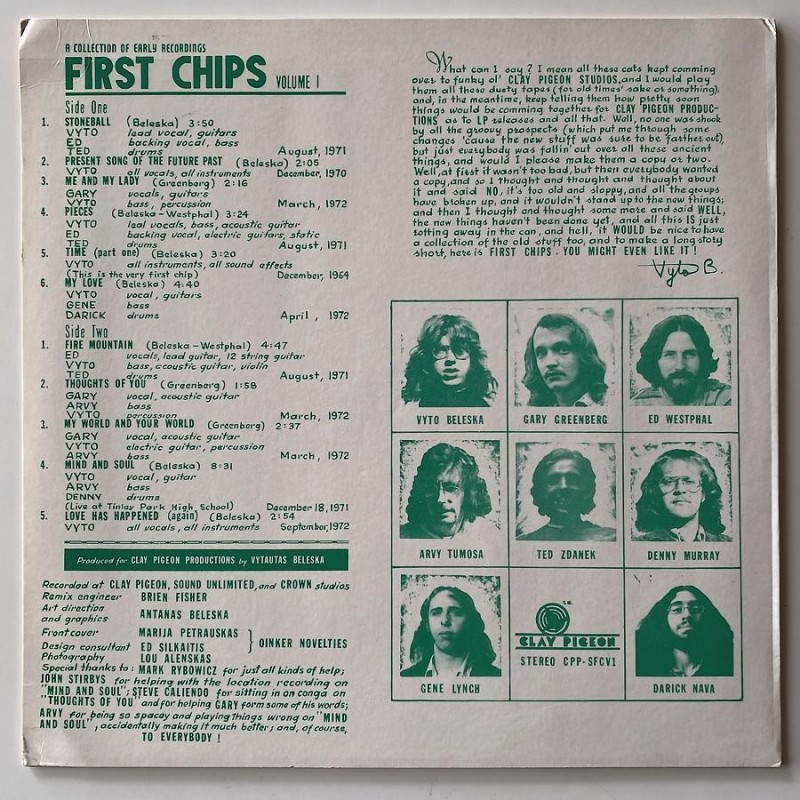 A COLLECTION OF EARLY RECORDINGS
FIRST CHIPS VOLUME I
Side One
1. STONEBALL (Beleska) 3:50
VYTO lead vocal, guitars
ED backing vocal, bass
TED drums August, 1971
2. PRESENT SONG OF THE FUTURE PAST (Beleska) 2:05
VYTO all vocals, all instruments December, 1970
3. ME AND MY LADY (Greenberg) 2:16
GARY vocals, guitars
VYTO bass, percussion March, 1972
4. PIECES (Beleska-Westphal) 3:24
VYTO lead vocals, bass, acoustic guitar
ED backing vocal, electric guitars, static
TED drums August, 1971
5. TIME (part one) (Beleska) 3:20
VYTO all instruments, all sound effects
(This is the very first chip) December, 1964
6. MY LOVE (Beleska) 4:40
VYTO vocal, guitars
GENE bass
DARICK drums April, 1972
Side Two
1. FIRE MOUNTAIN (Beleska-Westphal) 4:47
ED vocals, lead guitar, 12 string guitar
VYTO bass, acoustic guitar, violin
TED drums August, 1971
2. THOUGHTS OF YOU (Greenberg) 1:58
GARY vocal, acoustic guitar
ARVY bass
VYTO percussion March, 1972
3. MY WORLD AND YOUR WORLD (Greenberg) 2:37
GARY vocal, acoustic guitar
VYTO electric guitar, percussion
ARVY bass March, 1972
4. MIND AND SOUL (Beleska) 8:31
VYTO vocal, guitar
ARVY bass
DENNY drums
(Live at Tinley Park High School) December 18, 1971
5. LOVE HAS HAPPENED (again) (Beleska) 2:54
VYTO all vocals, all instruments September, 1972
Produced for CLAY PIGEON PRODUCTIONS by VYTAUTAS BELESKA
Recorded at CLAY PIGEON, SOUND UNLIMITED, and CROWN studios
Remix engineer BRIEN FISHER
Art direction
and graphics ANTANAS BELESKA
Front cover MARIJA PETRAUSKAS
Design consultant ED SILKAITIS } OINKER NOVELTIES
Photography LOU ALENSKAS
Special thanks to: MARK RYBOWICZ for just all kinds of help;
JOHN STIRBYS for helping with the location recording on
"MIND AND SOUL"; STEVE CALIENDO for sitting in on conga on
"THOUGHTS OF YOU" and for helping GARY form some of his words;
ARVY for being so spacey and playing things wrong on "MIND
AND SOUL", accidentally making it much better; and, of course,
TO EVERYBODY!
What can I say? I mean all these cats kept comming
over to funky ol' CLAY PIGEON STUDIOS, and I would play
them all these dusty tapes (for old times' sake or something),
and, in the meantime, keep telling them how pretty soon
things would be comming together for CLAY PIGEON PRODUC-
TIONS as to LP releases and all that. Well, no one was shook
by all the groovy prospects (which put me through some
changes 'cause the new stuff was sure to be farther out),
but just everybody was fallin' out over all these ancient
things, and would I please make them a copy or two.
Well, at first it wasn't too bad, but then everybody wanted
a copy, and so I thought and thought and thought about
it and said NO, it's too old and sloppy, and all the groups
have broken up, and it wouldn't stand up to the new things;
and then I thought and thought some more and said WELL,
the new things haven't been done yet, and all this IS just
rotting away in the can, and hell, it WOULD be nice to have
a collection of the old stuff too, and to make a long story
short, here is FIRST CHIPS - YOU MIGHT EVEN LIKE IT!
Vyto B.
VYTO BELESKA
GARY GREENBERG
ED WESTPHAL
ARVY TUMOSA
TED ZDANEK
DENNY MURRAY
GENE LYNCH
TM
CLAY PIGEON
STEREO CPP-SFCV1
DARICK NAVA